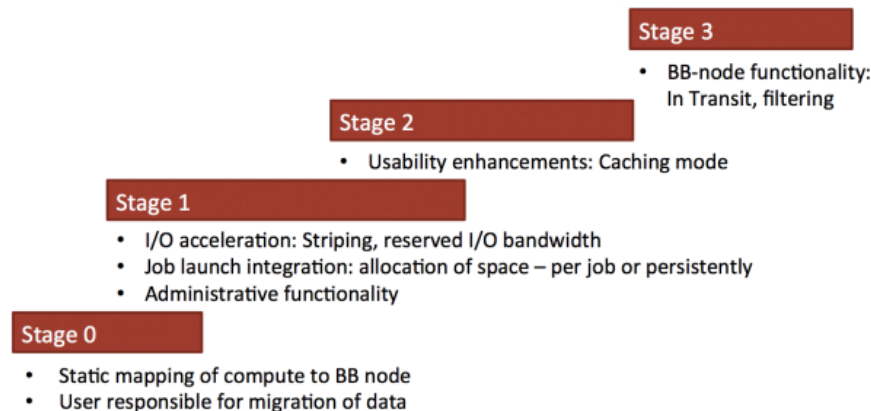 Stage 3
• BB-node functionality:
In Transit, filtering
Stage 2
• Usability enhancements: Caching mode
Stage 1
• I/O acceleration: Striping, reserved I/O bandwidth
• Job launch integration: allocation of space – per job or persistently
• Administrative functionality
Stage 0
• Static mapping of compute to BB node
• User responsible for migration of data